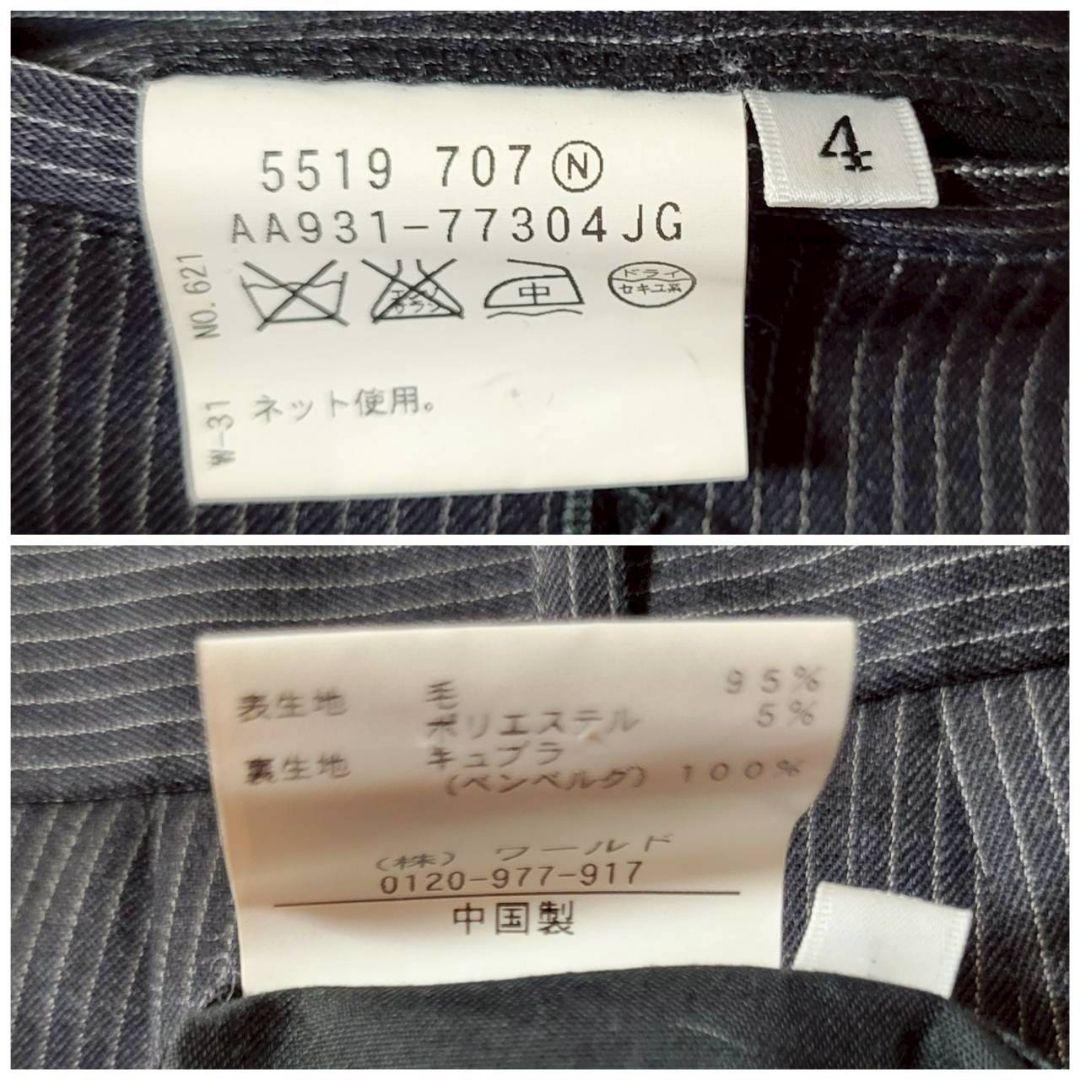 5519 707 Ⓝ
AA931-77304JG
4
中
ドライ
セキユ系
NO.621
W-31
ネット使用。
表生地 毛 95%
ポリエステル 5%
裏生地 キュプラ
(ベンベルグ) 100%
(株) ワールド
0120-977-917
中国製